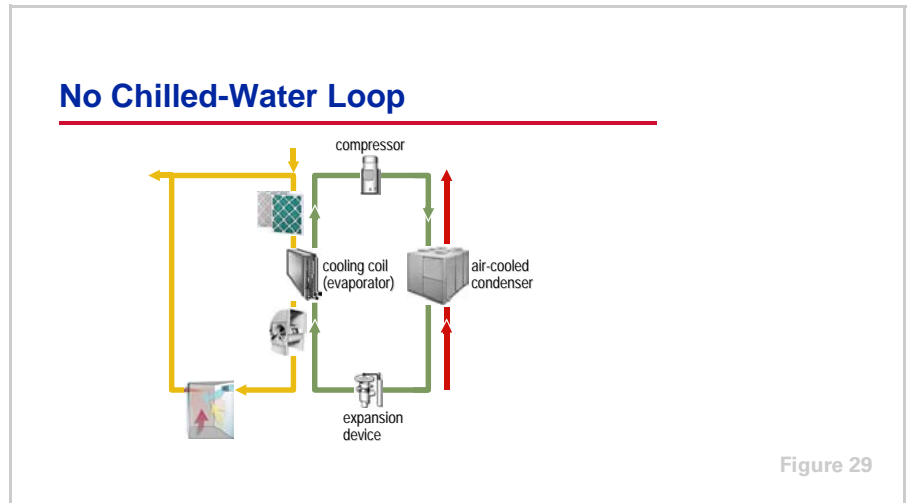 No Chilled-Water Loop
compressor
cooling coil
(evaporator)
air-cooled
condenser
expansion
device
Figure 29